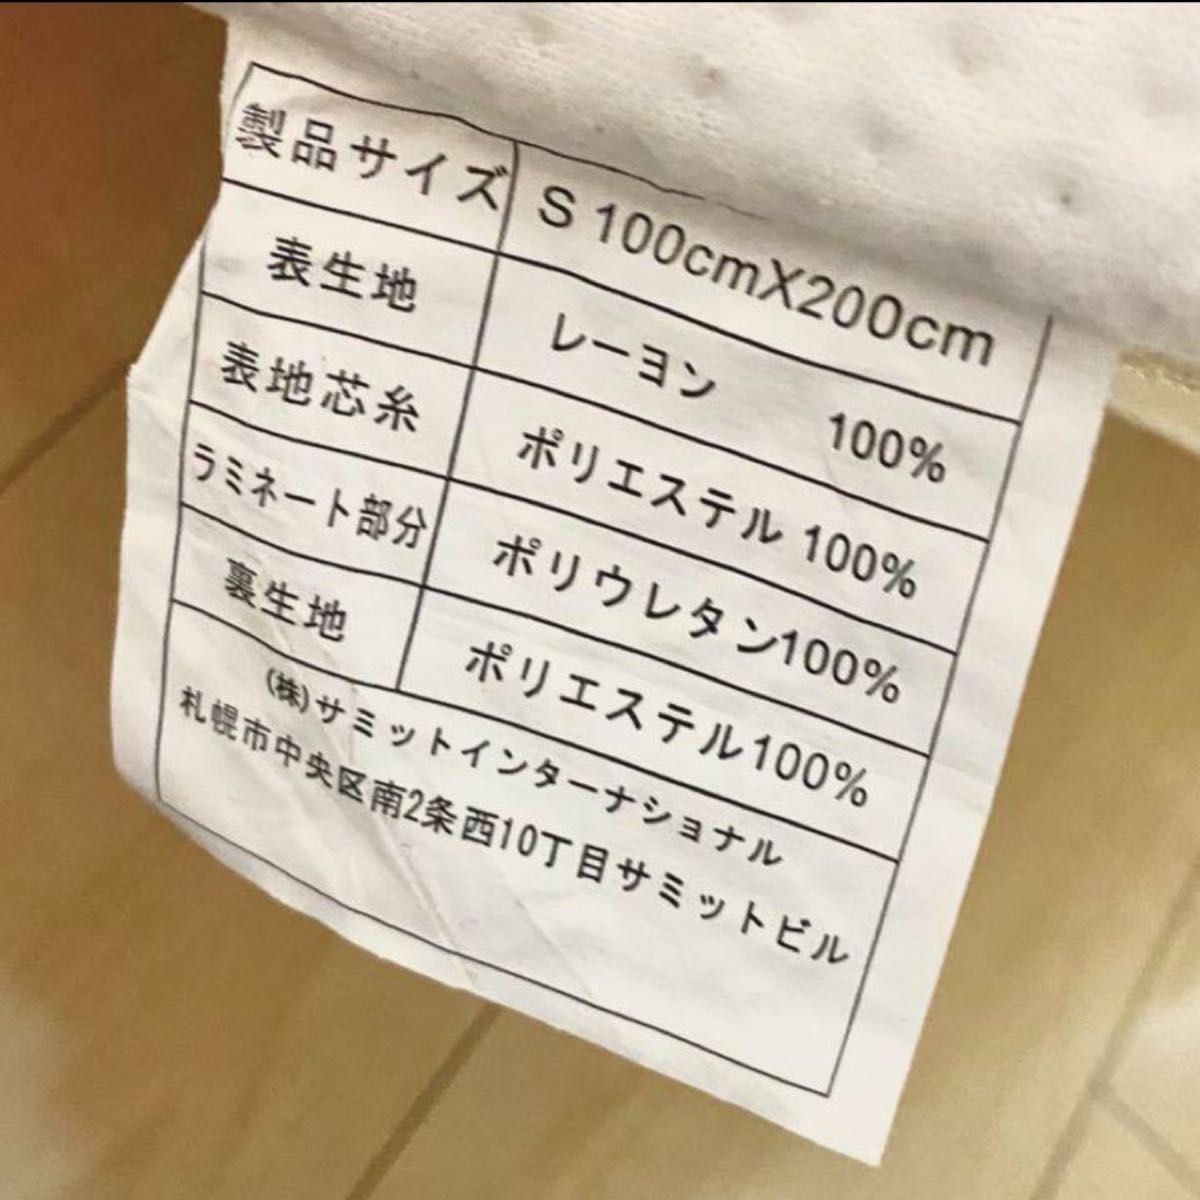 製品サイズ S 100cmX200cm
表生地 レーヨン 100%
表地芯糸 ポリエステル 100%
ラミネート部分 ポリウレタン100%
裏生地 ポリエステル100%
(株)サミットインターナショナル
札幌市中央区南2条西10丁目サミットビル